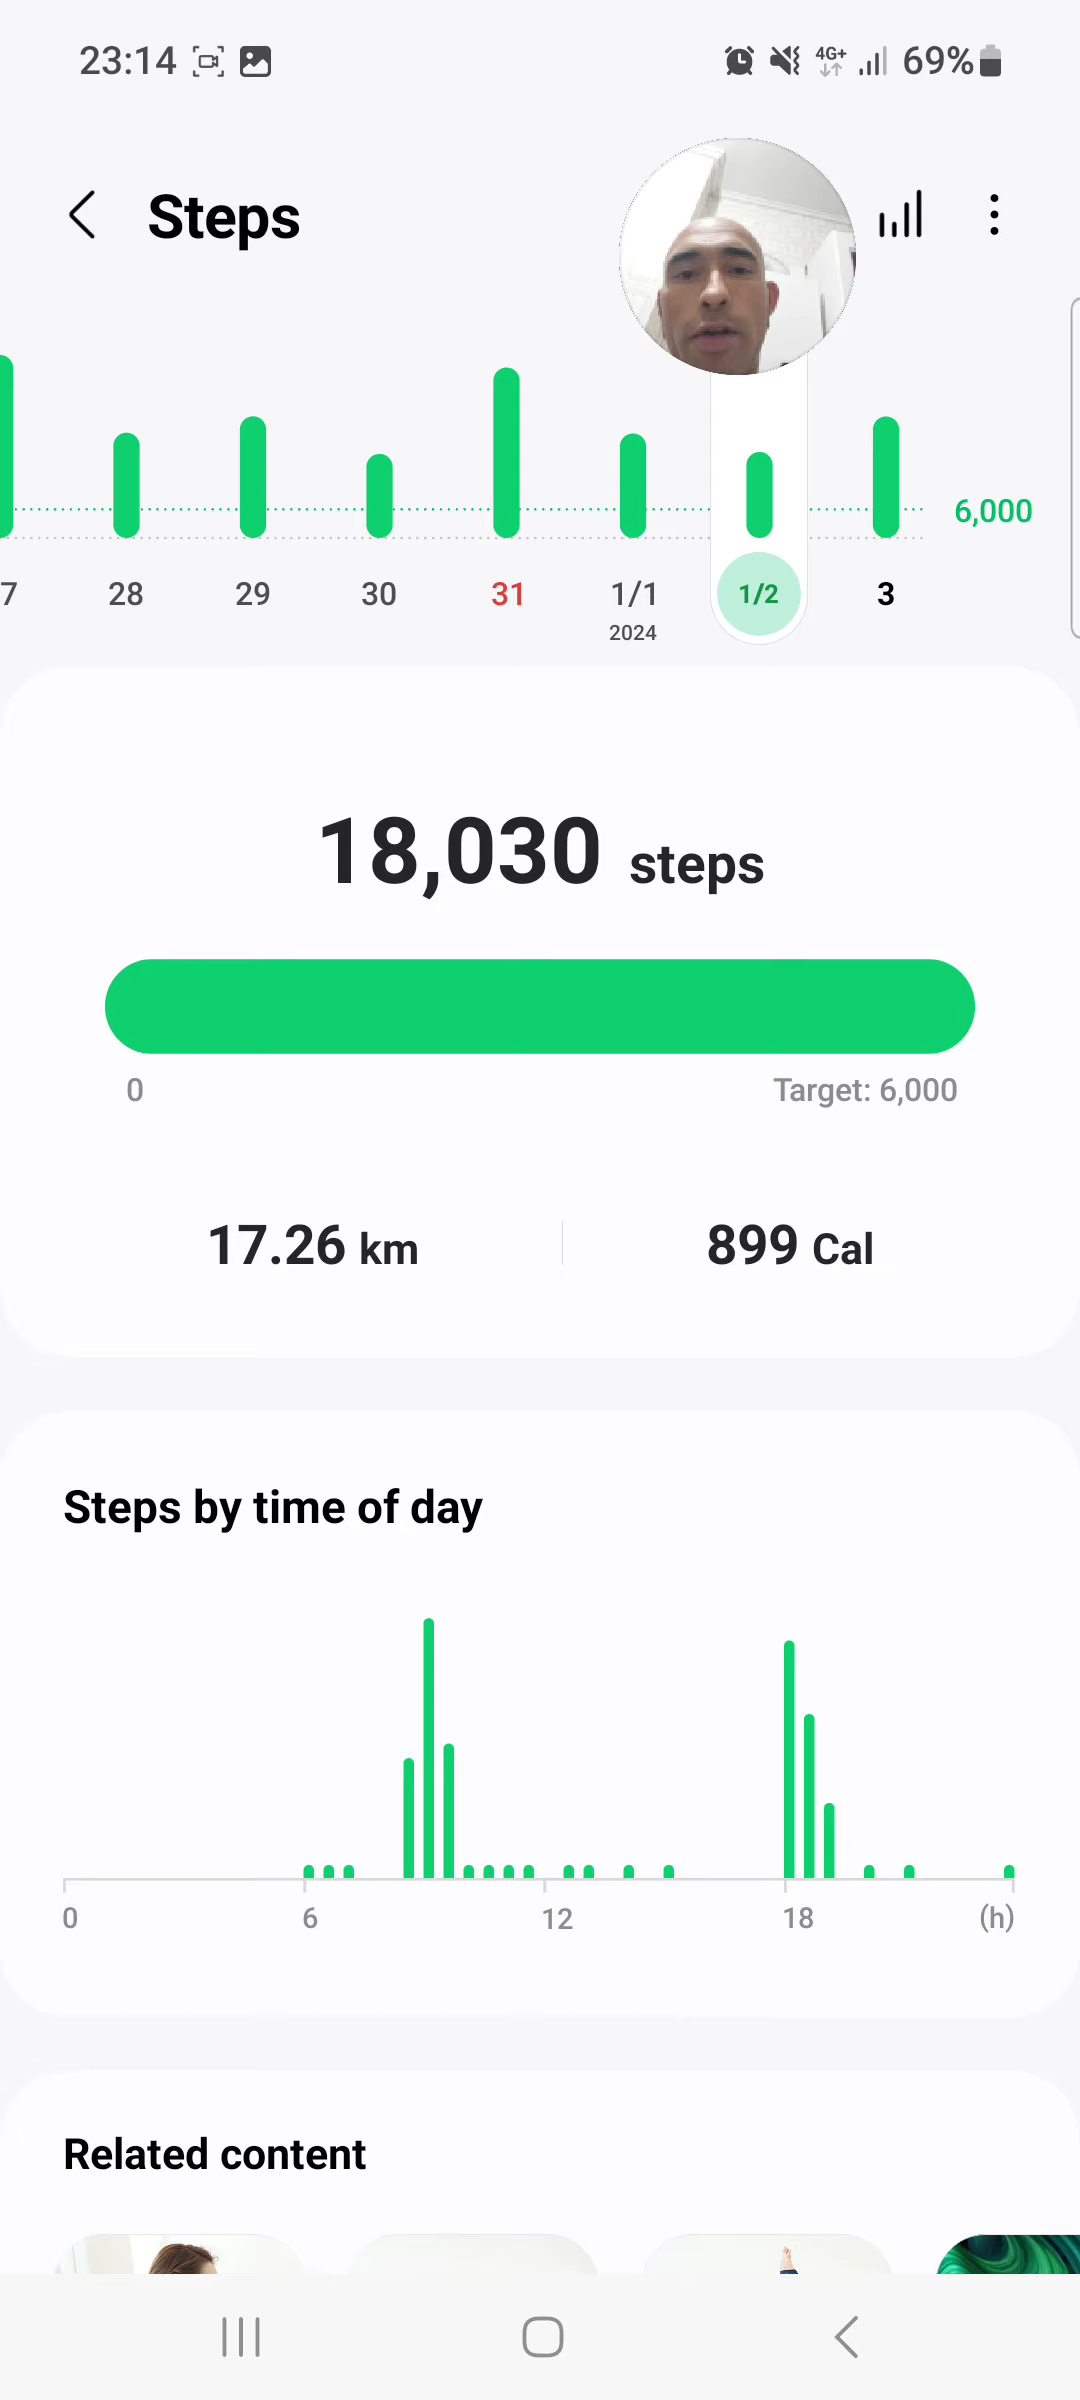 23:14
4G+
69%
Steps
6,000
7 28 29 30 31 1/1 1/2 3
2024
18,030 steps
0 Target: 6,000
17.26 km 899 Cal
Steps by time of day
0 6 12 18 (h)
Related content